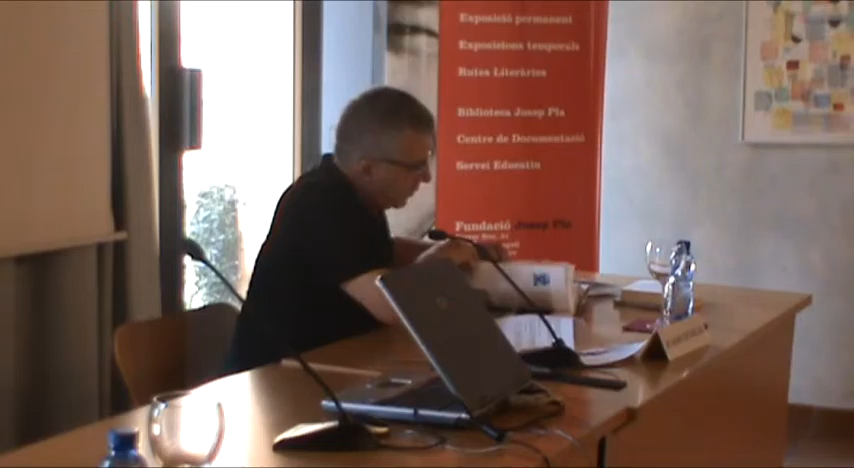 Exposició permanent
Exposicions temporals
Rutes Literàries
Biblioteca Josep Pla
Centre de Documentació
Servei Educatiu
Fundació Josep Pla